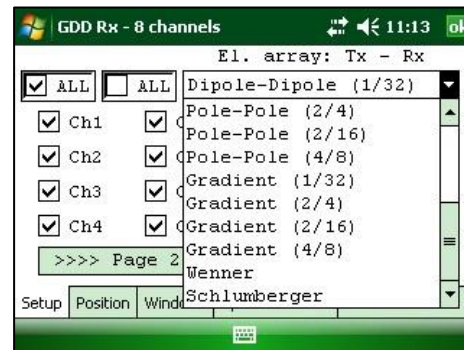 GDD Rx - 8 channels 11:13 ok
El. array: Tx - Rx
ALL ALL Dipole-Dipole (1/32)
Ch1
Ch2
Ch3
Ch4
Pole-Pole (2/4)
Pole-Pole (2/16)
Pole-Pole (4/8)
Gradient (1/32)
Gradient (2/4)
Gradient (2/16)
Gradient (4/8)
Wenner
Schlumberger
>>>> Page 2
Setup Position